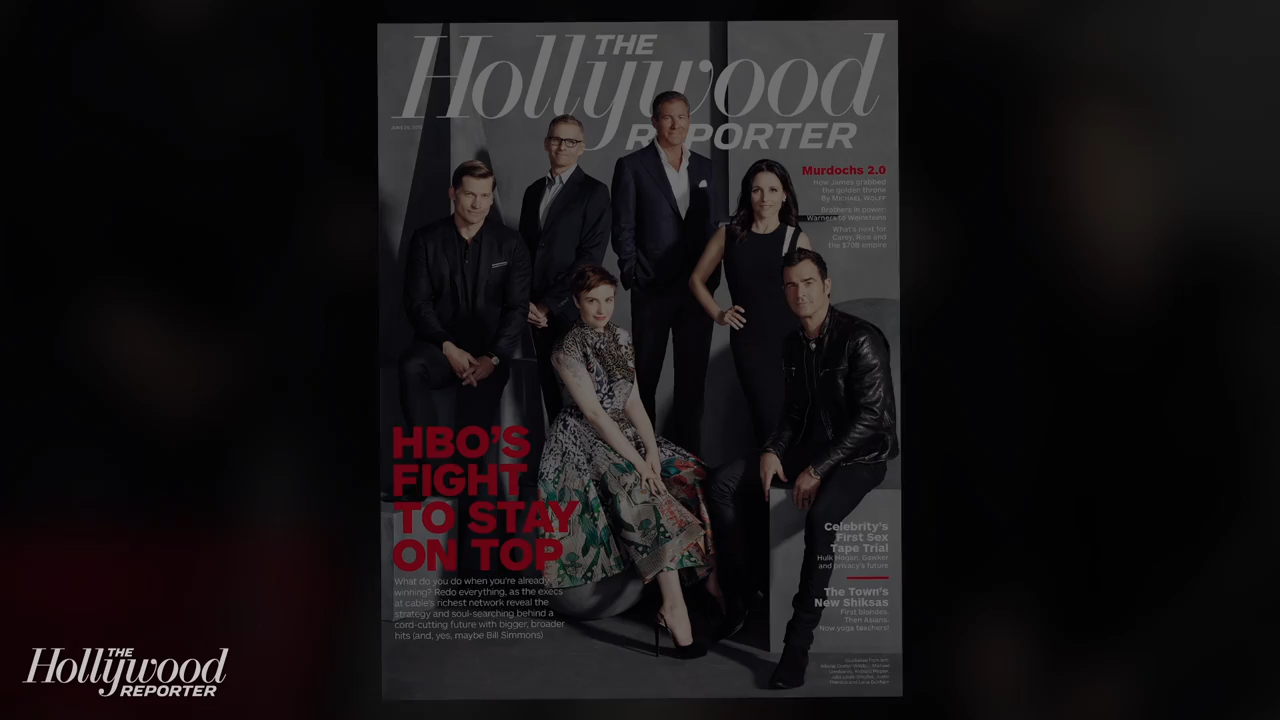 THE
Hollywood
REPORTER
Murdochs 2.0
How James grabbed
the golden throne
By MICHAEL WOLFF
Brothers in power:
Warners to Weinsteins
What's next for
Carey, Rice and
the $70B empire
HBO'S
FIGHT
TO STAY
ON TOP
What do you do when you're already
winning? Redo everything, as the execs
at cable's richest network reveal the
strategy and soul-searching behind a
cord-cutting future with bigger, broader
hits (and, yes, maybe Bill Simmons)
Celebrity's
First Sex
Tape Trial
Hulk Hogan, Gawker
and privacy's future
The Town's
New Shiksas
First blondes.
Then Asians.
Now yoga teachers!
THE
Hollywood
REPORTER